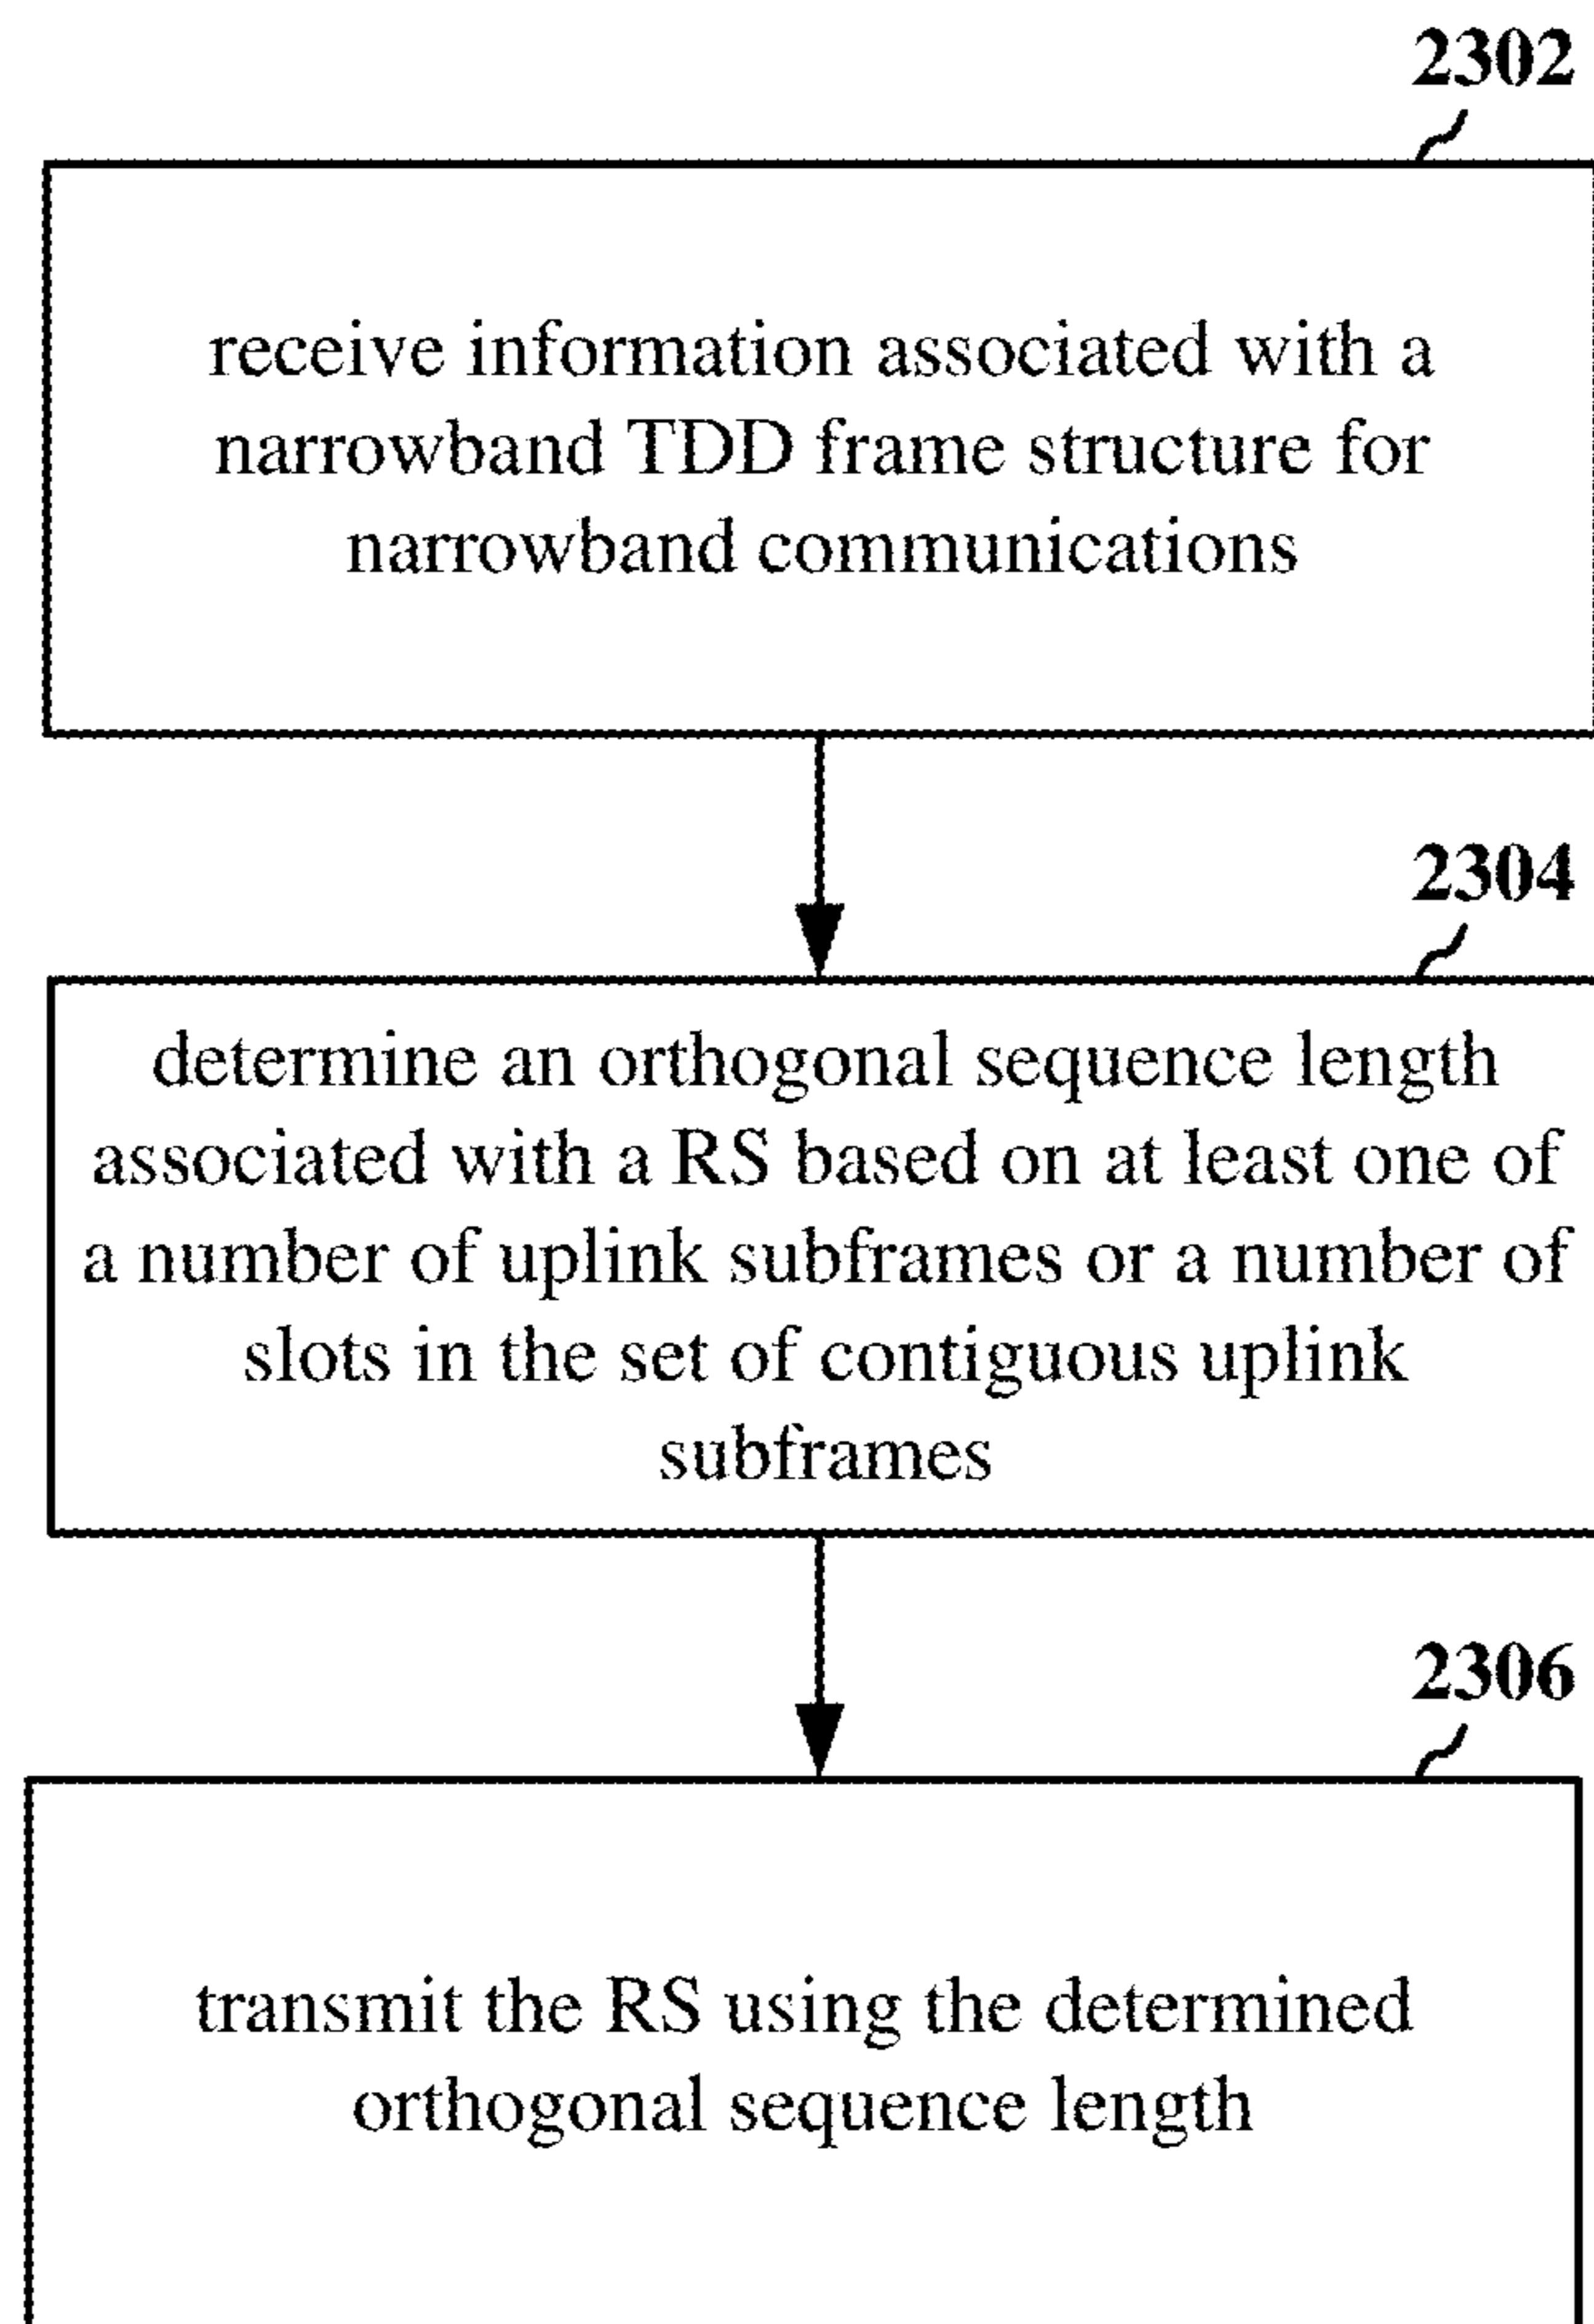 2302
receive information associated with a
narrowband TDD frame structure for
narrowband communications
2304
determine an orthogonal sequence length
associated with a RS based on at least one of
a number of uplink subframes or a number of
slots in the set of contiguous uplink
subframes
2306
transmit the RS using the determined
orthogonal sequence length